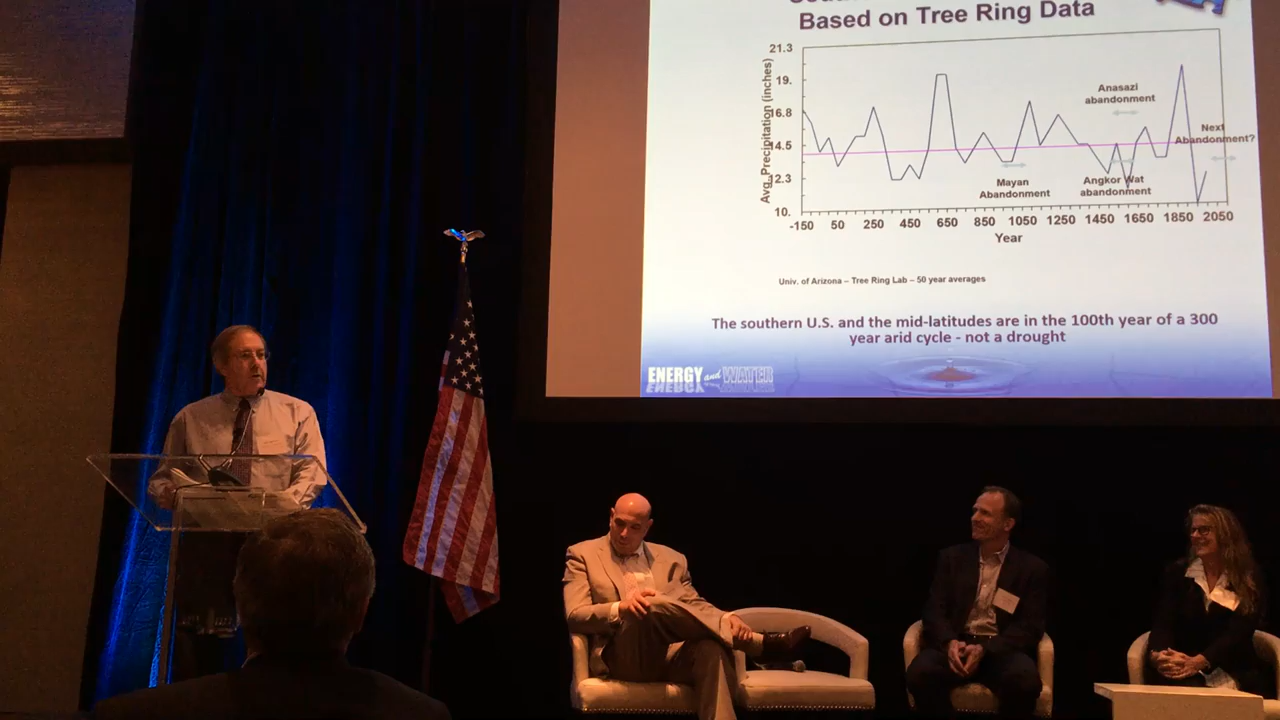 Based on Tree Ring Data
Avg. Precipitation (inches)
21.3
19.
16.8
14.5
12.3
10.
Anasazi
abandonment
Next
Abandonment?
Mayan
Abandonment
Angkor Wat
abandonment
-150 50 250 450 650 850 1050 1250 1450 1650 1850 2050
Year
Univ. of Arizona – Tree Ring Lab – 50 year averages
The southern U.S. and the mid-latitudes are in the 100th year of a 300
year arid cycle - not a drought
ENERGY and WATER